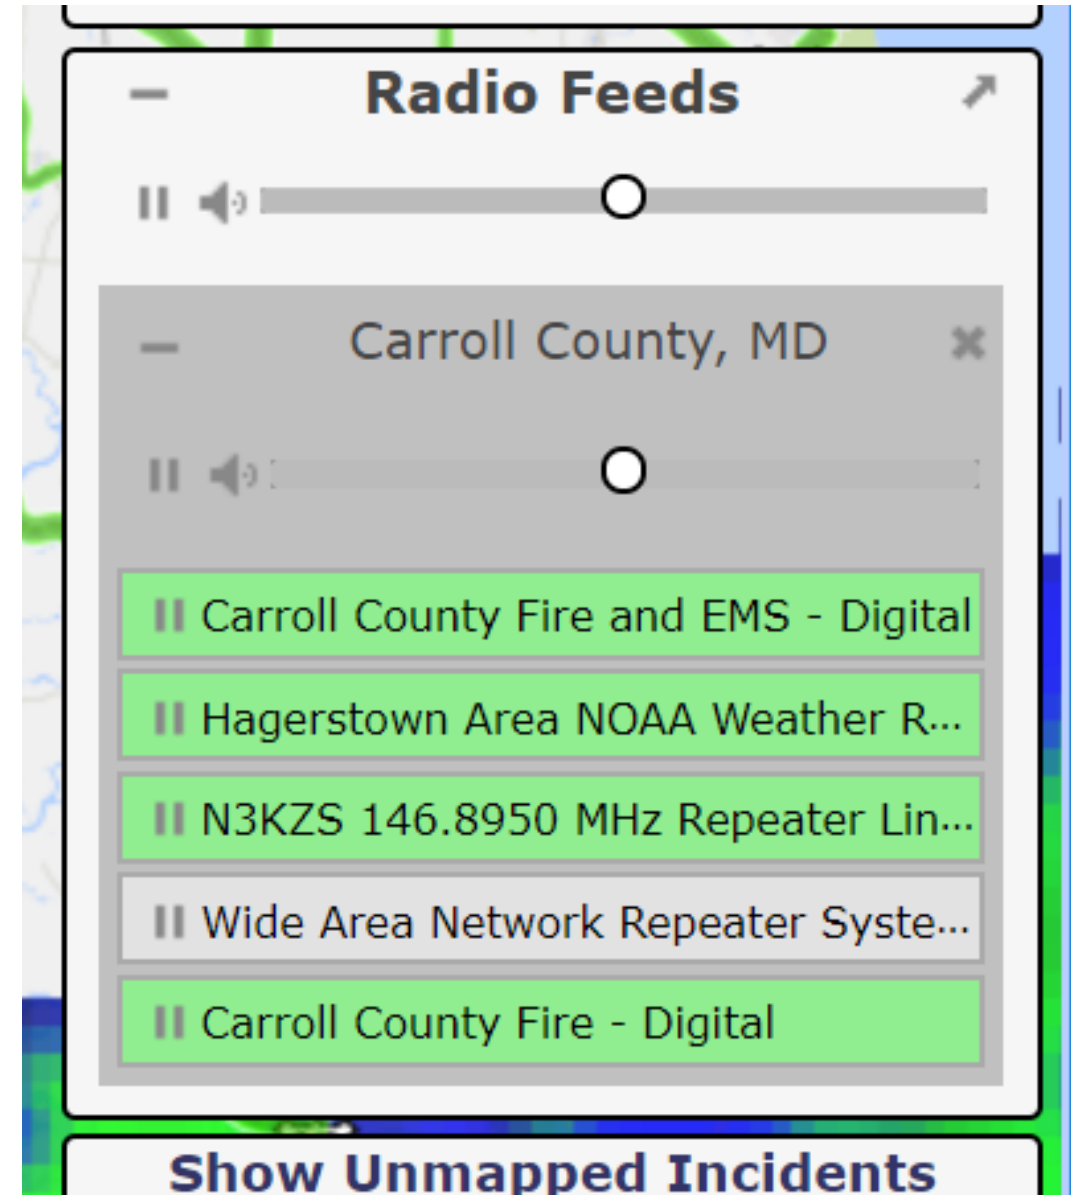 Radio Feeds
Carroll County, MD
Carroll County Fire and EMS - Digital
Hagerstown Area NOAA Weather R...
N3KZS 146.8950 MHz Repeater Lin...
Wide Area Network Repeater Syste...
Carroll County Fire - Digital
Show Unmapped Incidents